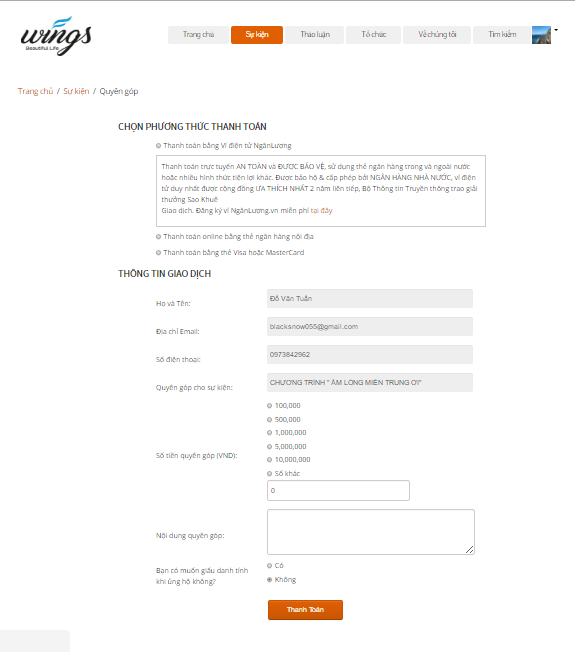 wings
Beautiful Life
Trang chủ Sự kiện Thảo luận Tổ chức Về chúng tôi Tìm kiếm
Trang chủ / Sự kiện / Quyên góp
CHỌN PHƯƠNG THỨC THANH TOÁN
Thanh toán bằng Ví điện tử NgânLượng
Thanh toán trực tuyến AN TOÀN và ĐƯỢC BẢO VỆ, sử dụng thẻ ngân hàng trong và ngoài nước
hoặc nhiều hình thức tiện lợi khác. Được bảo hộ & cấp phép bởi NGÂN HÀNG NHÀ NƯỚC, ví điện
tử duy nhất được cộng đồng ƯA THÍCH NHẤT 2 năm liên tiếp, Bộ Thông tin Truyền thông trao giải
thưởng Sao Khuê
Giao dịch. Đăng ký ví NgânLượng.vn miễn phí tại đây
Thanh toán online bằng thẻ ngân hàng nội địa
Thanh toán bằng thẻ Visa hoặc MasterCard
THÔNG TIN GIAO DỊCH
Họ và Tên: Đỗ Văn Tuấn
Địa chỉ Email: blacksnow055@gmail.com
Số điện thoại: 0973842962
Quyên góp cho sự kiện: CHƯƠNG TRÌNH " ẤM LÒNG MIỀN TRUNG ƠI"
Số tiền quyên góp (VND):
100,000
500,000
1,000,000
5,000,000
10,000,000
Số khác
0
Nội dung quyên góp:
Bạn có muốn giấu danh tính
khi ủng hộ không?
Có
Không
Thanh Toán